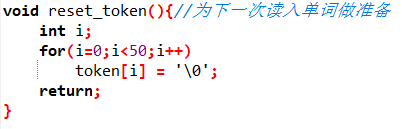 void reset_token(){//为下一次读入单词做准备
    int i;
    for(i=0;i<50;i++)
        token[i] = '\0';
    return;
}